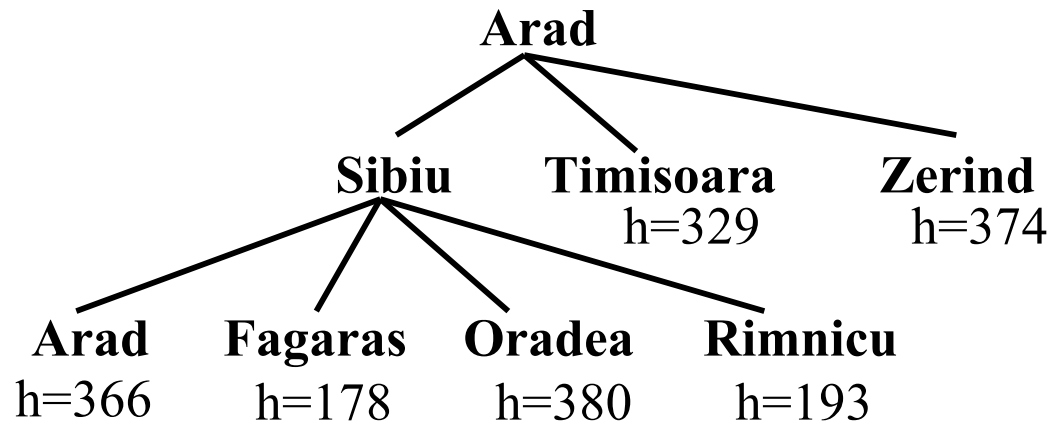 Arad
Sibiu Timisoara Zerind
h=329 h=374
Arad Fagaras Oradea Rimnicu
h=366 h=178 h=380 h=193